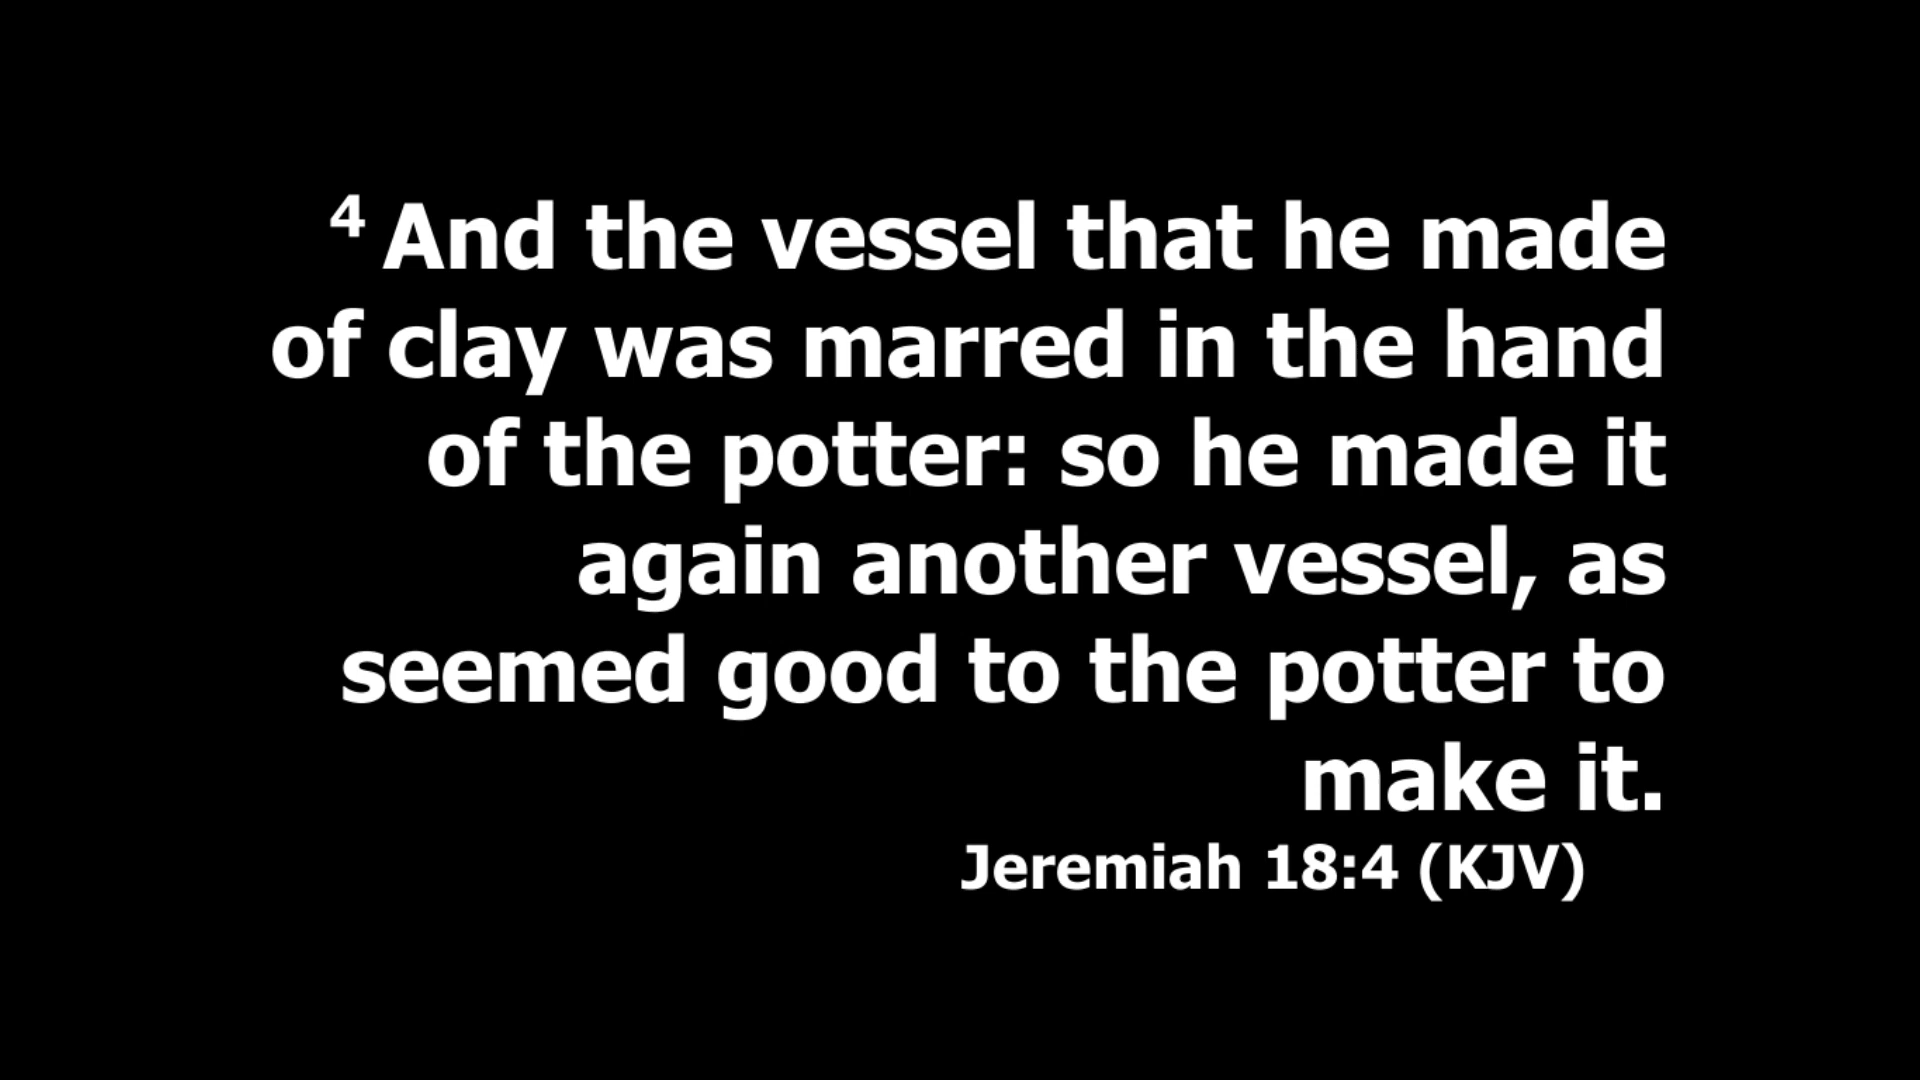 4 And the vessel that he made
of clay was marred in the hand
of the potter: so he made it
again another vessel, as
seemed good to the potter to
make it.
Jeremiah 18:4 (KJV)